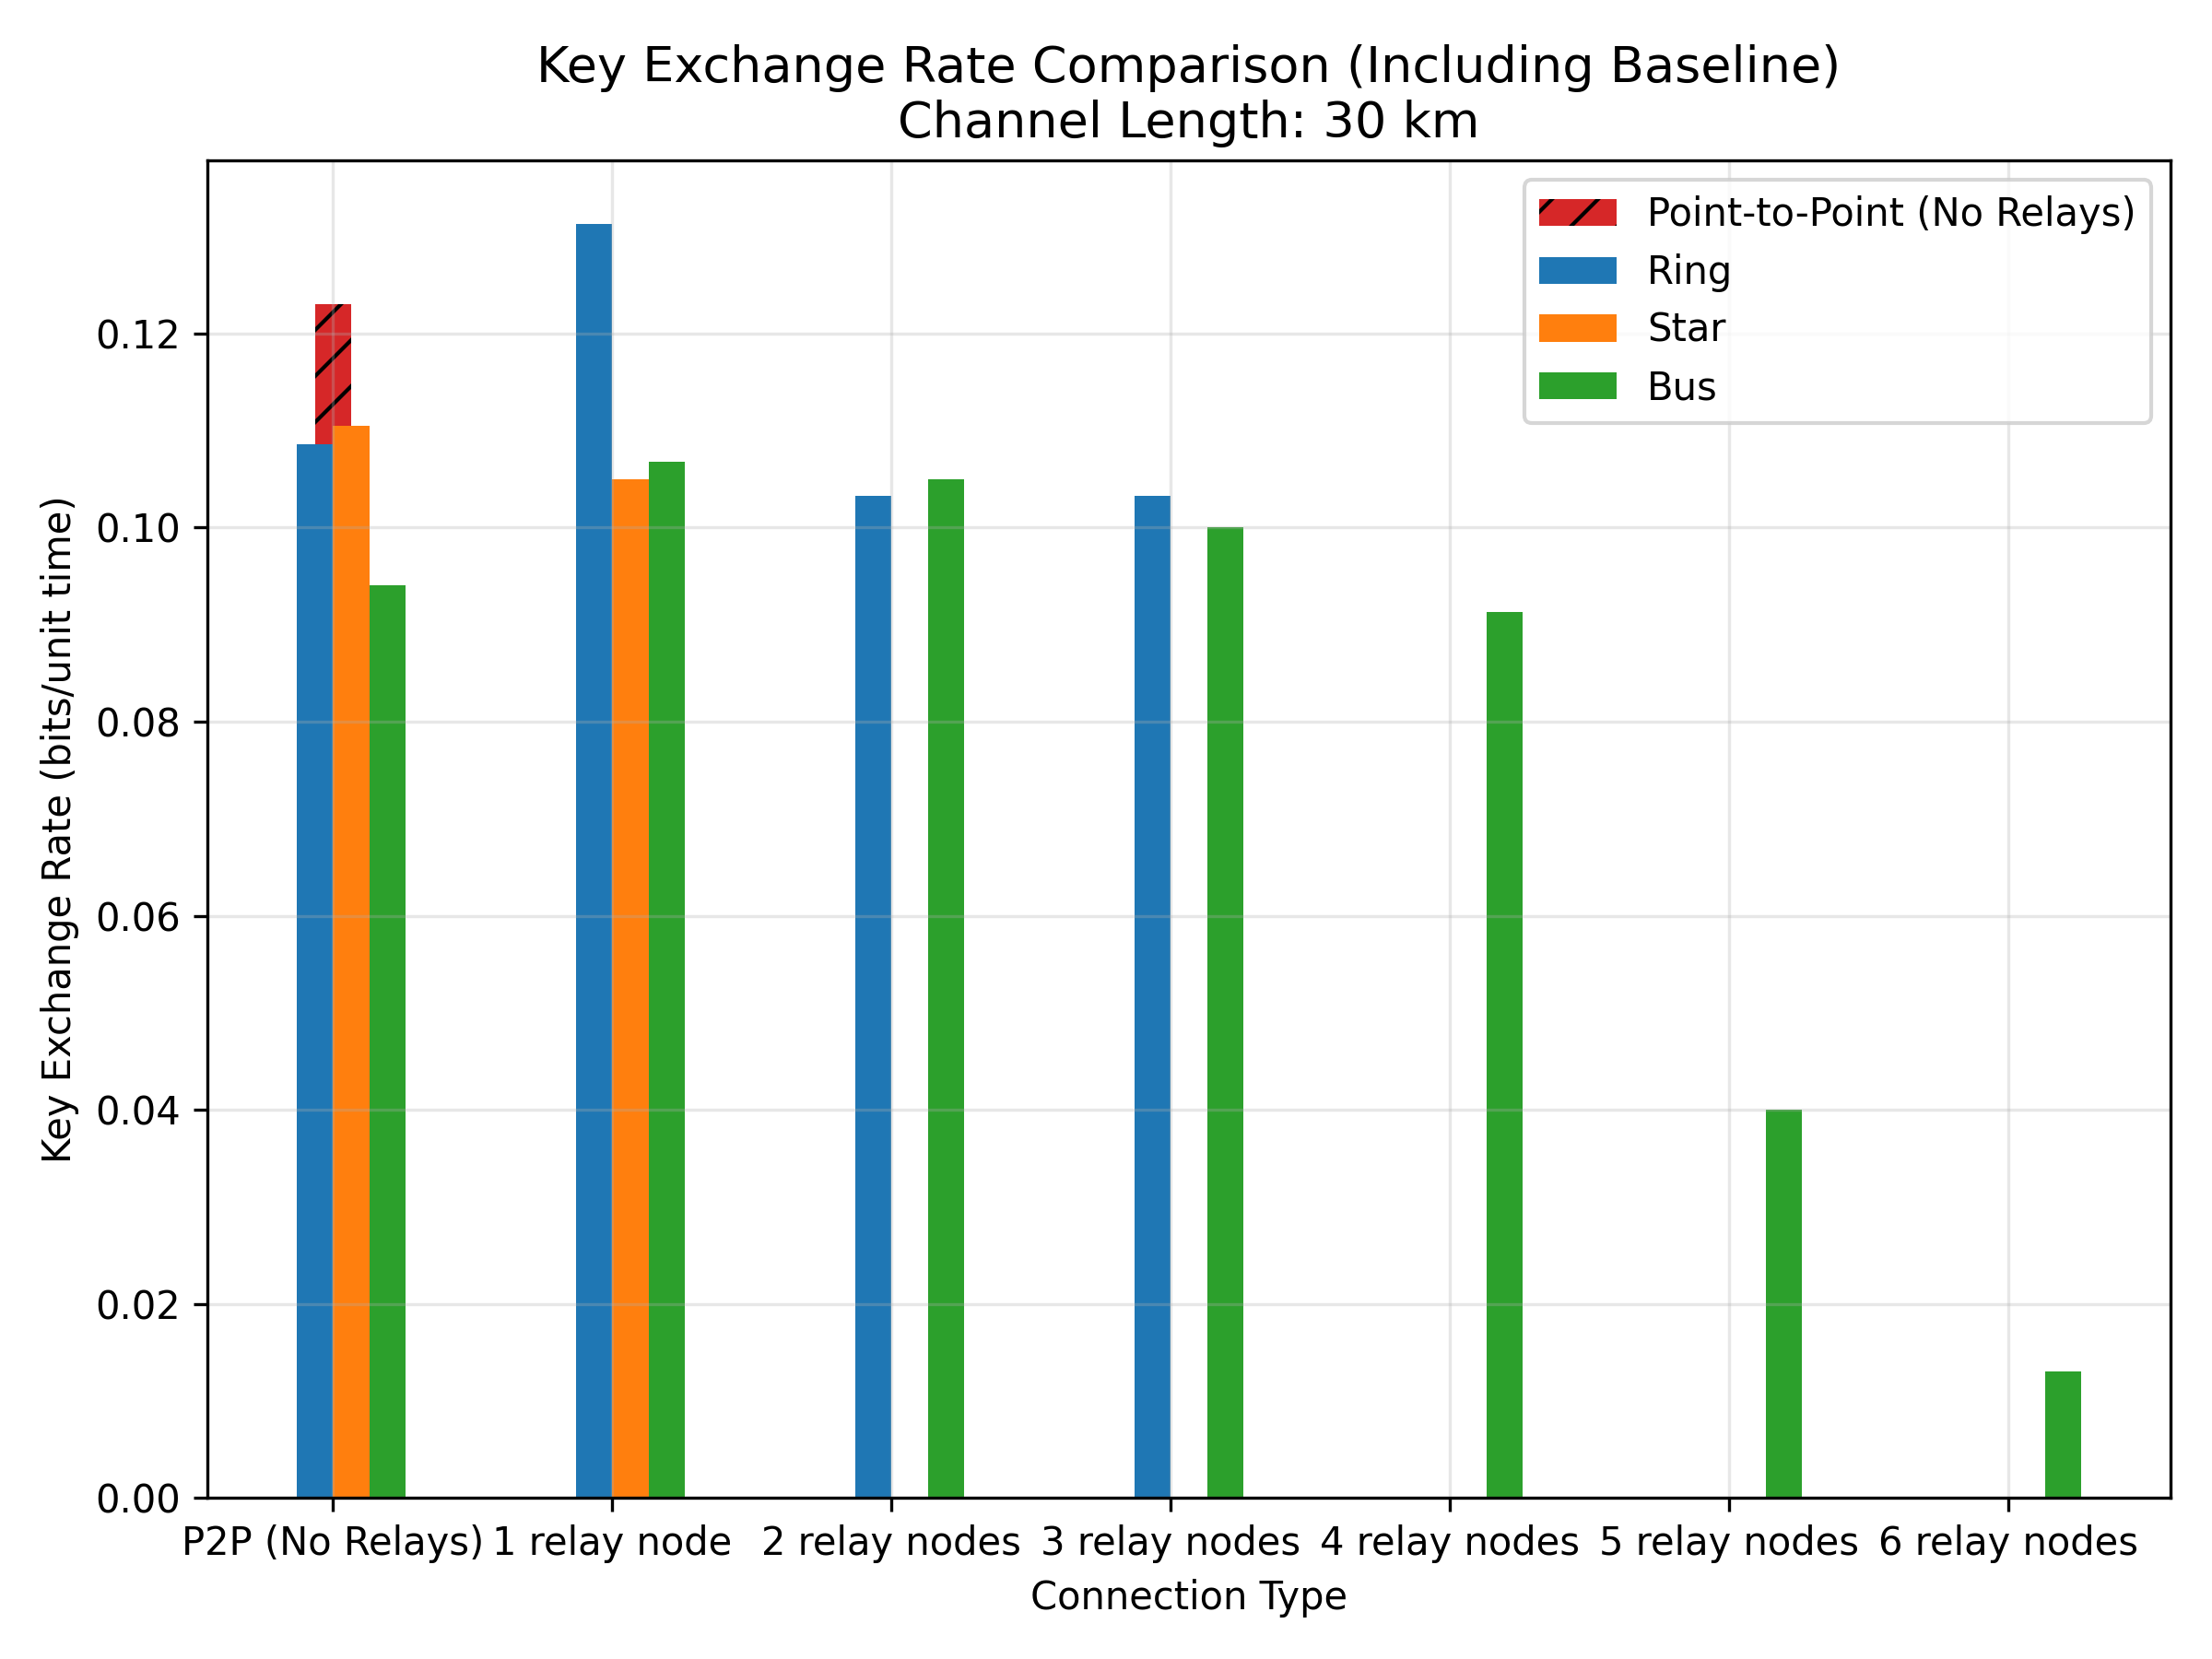 Key Exchange Rate Comparison (Including Baseline)
Channel Length: 30 km
Point-to-Point (No Relays)
Ring
Star
Bus
Key Exchange Rate (bits/unit time)
0.12
0.10
0.08
0.06
0.04
0.02
0.00
P2P (No Relays)
1 relay node
2 relay nodes
3 relay nodes
4 relay nodes
5 relay nodes
6 relay nodes
Connection Type